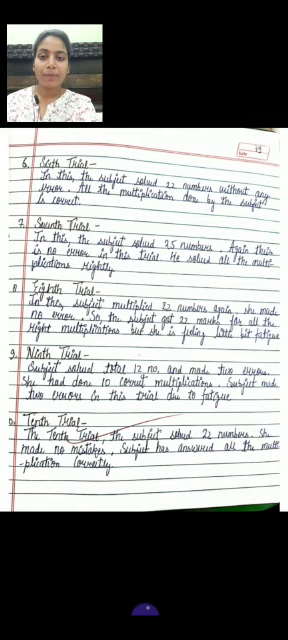 39
6. Sixth Trial-
In this, the subject solved 22 numbers without any
error. All the multiplication done by the subject
is correct.
7. Seventh Trial-
In this, the subject solved 25 numbers. Again there
is no error in this trial. He solved all the multi-
plications rightly
8. Eighth Trial-
In this, subject multiplied 22 numbers again, she made
no error. So the subject got 22 marks for all the
right multiplications but she is feeling little bit fatigue
9. Ninth Trial-
Subject solved total 12 no. and made two errors.
She had done 10 correct multiplications. Subject made
two errors in this trial due to fatigue.
Tenth Trial-
The Tenth Trial, the subject solved 22 numbers. She
made no mistakes. Subject has answered all the multi
-plication correctly.